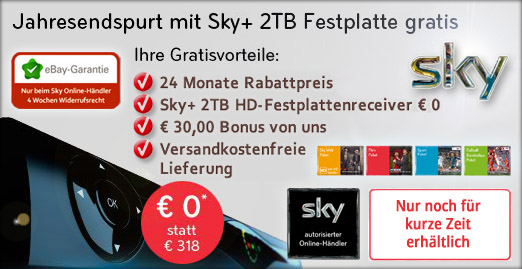 Jahresendspurt mit Sky+ 2TB Festplatte gratis
eBay-Garantie
Nur beim Sky Online-Händler
4 Wochen Widerrufsrecht
Ihre Gratisvorteile:
24 Monate Rabattpreis
Sky+ 2TB HD-Festplattenreceiver € 0
€ 30,00 Bonus von uns
Versandkostenfreie
Lieferung
sky
OK
€ 0*
statt
€ 318
sky
autorisierter
Online-Händler
Nur noch für
kurze Zeit
erhältlich